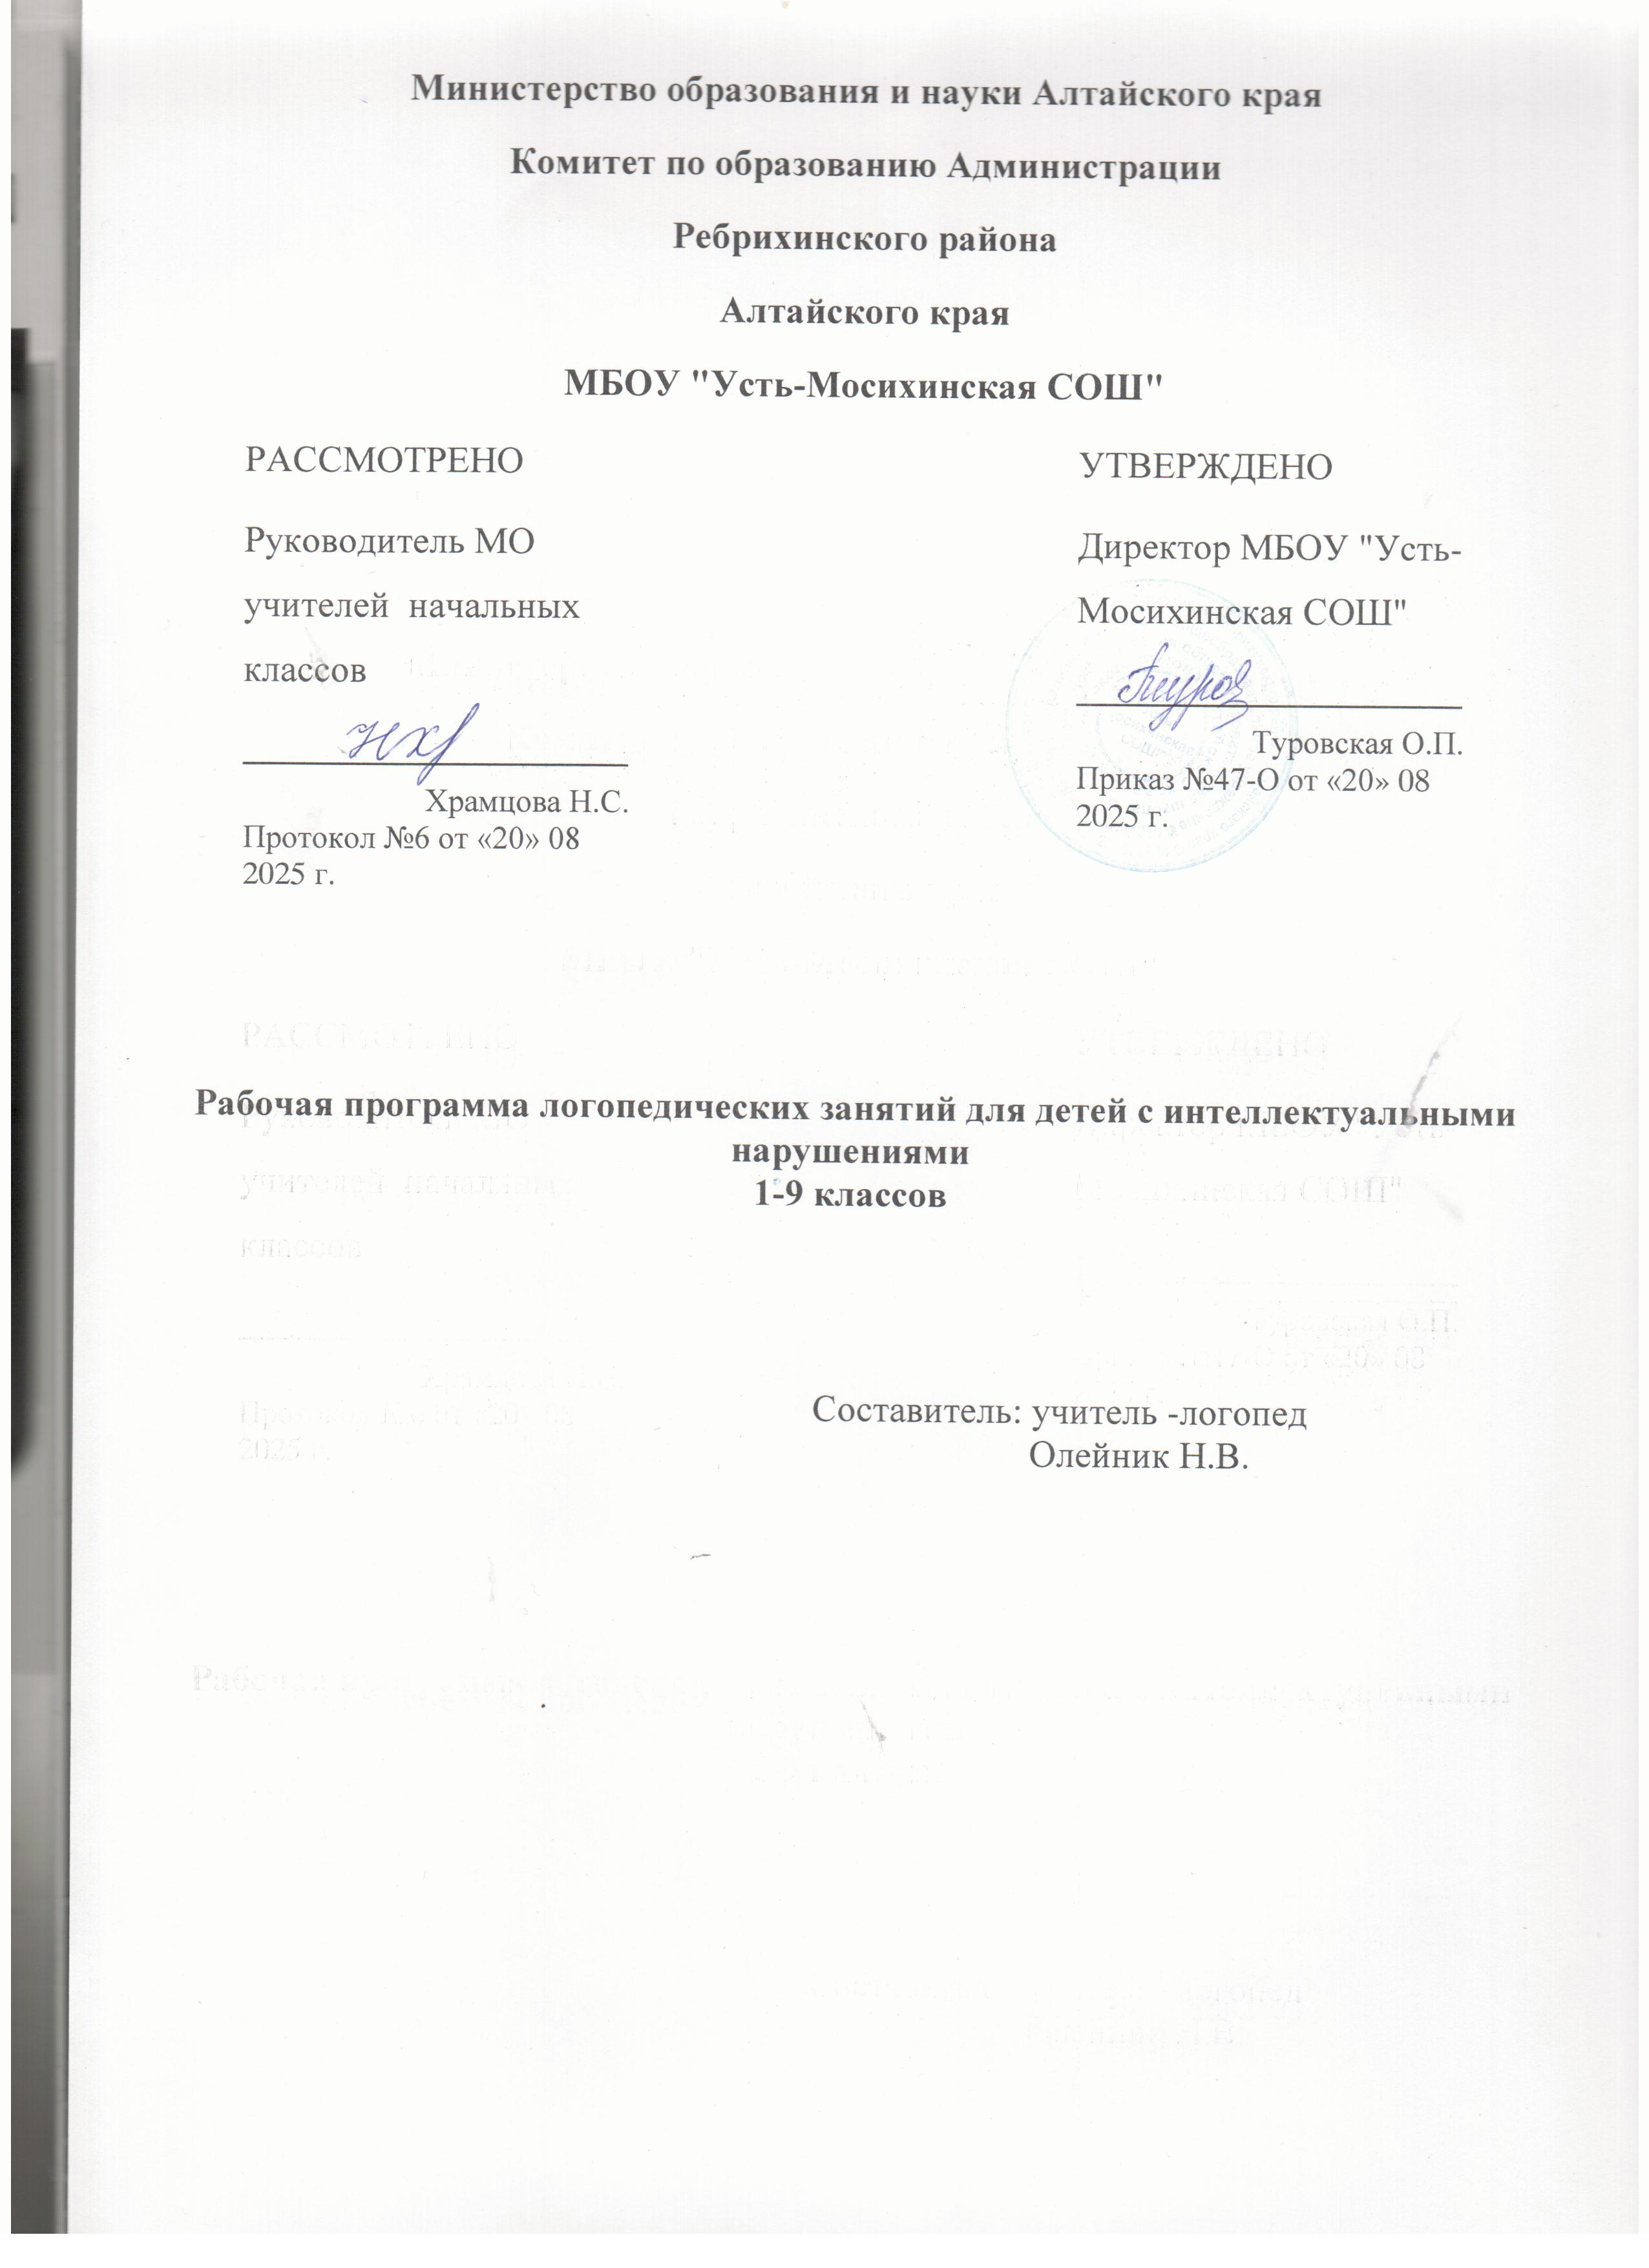 Министерство образования и науки Алтайского края
Комитет по образованию Администрации
Ребрихинского района
Алтайского края
МБОУ "Усть-Мосихинская СОШ"
РАССМОТРЕНО
Руководитель МО
учителей начальных
классов
Храмцова Н.С.
Протокол №6 от «20» 08
2025 г.
УТВЕРЖДЕНО
Директор МБОУ "Усть-
Мосихинская СОШ"
Туровская О.П.
Приказ №47-О от «20» 08
2025 г.
Рабочая программа логопедических занятий для детей с интеллектуальными
нарушениями
1-9 классов
Составитель: учитель -логопед
Олейник Н.В.